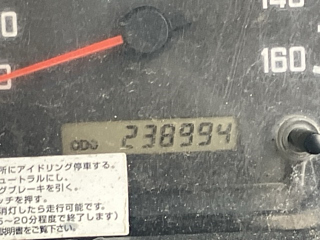 140
160
ODO 238994
所にアイドリング停車する。
ュートラルにし、
グブレーキを引く。
ッチを押す。
消灯したら走行可能です。
5～20分程度で終了します)
説明書をご覧下さい。